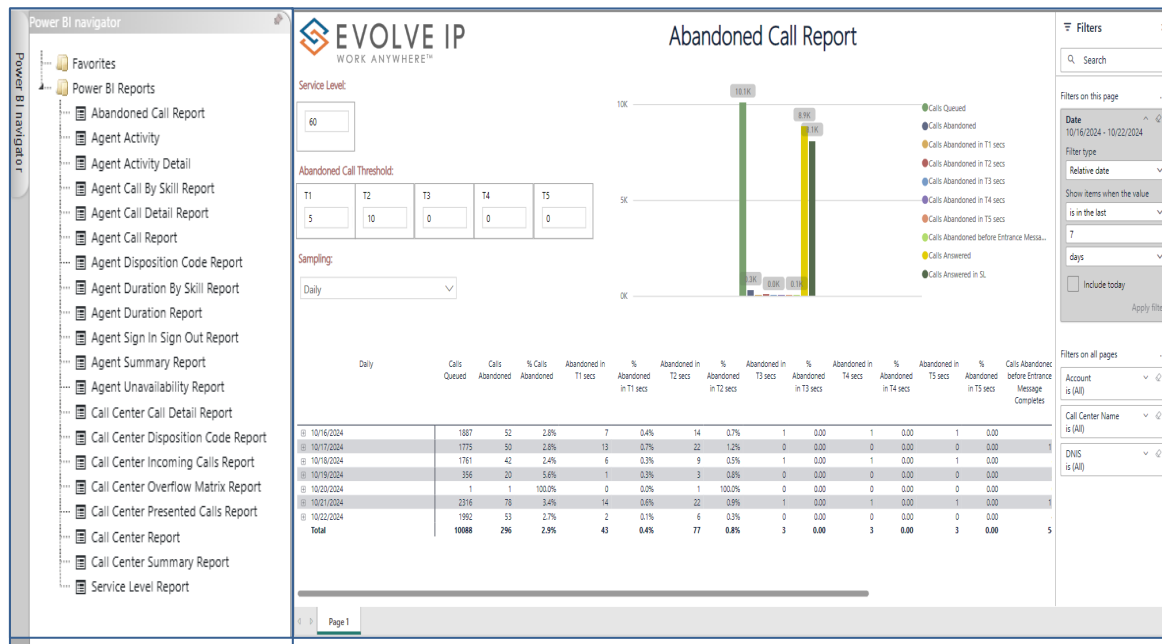 Power BI navigator
Power BI navigator
Favorites
Power BI Reports
Abandoned Call Report
Agent Activity
Agent Activity Detail
Agent Call By Skill Report
Agent Call Detail Report
Agent Call Report
Agent Disposition Code Report
Agent Duration By Skill Report
Agent Duration Report
Agent Sign In Sign Out Report
Agent Summary Report
Agent Unavailability Report
Call Center Call Detail Report
Call Center Disposition Code Report
Call Center Incoming Calls Report
Call Center Overflow Matrix Report
Call Center Presented Calls Report
Call Center Report
Call Center Summary Report
Service Level Report
EVOLVE IP
WORK ANYWHERE™
Abandoned Call Report
Service Level:
60
Abandoned Call Threshold:
T1 T2 T3 T4 T5
5 10 0 0 0
Sampling:
Daily
10K
5K
0K
10.1K
8.9K
0.0K
Calls Queued
Calls Abandoned
Calls Abandoned in T1 secs
Calls Abandoned in T2 secs
Calls Abandoned in T3 secs
Calls Abandoned in T4 secs
Calls Abandoned in T5 secs
Calls Abandoned before Entrance Messa...
Calls Answered
Calls Answered in SL
Daily
Calls Queued
Calls Abandoned
% Calls Abandoned
Abandoned in T1 secs
% Abandoned in T1 secs
Abandoned in T2 secs
% Abandoned in T2 secs
Abandoned in T3 secs
% Abandoned in T3 secs
Abandoned in T4 secs
% Abandoned in T4 secs
Abandoned in T5 secs
% Abandoned in T5 secs
Calls Abandoned before Entrance Message Completes
10/16/2024 1887 52 2.8% 7 0.4% 14 0.7% 1 0.00 1 0.00 1 0.00
10/17/2024 1775 50 2.8% 13 0.7% 22 1.2% 0 0.00 0 0.00 0 0.00 1
10/18/2024 1761 42 2.4% 6 0.3% 9 0.5% 1 0.00 1 0.00 1 0.00
10/19/2024 356 20 5.6% 1 0.3% 3 0.8% 0 0.00 0 0.00 0 0.00
10/20/2024 1 1 100.0% 0 0.0% 1 100.0% 0 0.00 0 0.00 0 0.00
10/21/2024 2316 78 3.4% 14 0.6% 22 0.9% 1 0.00 1 0.00 1 0.00 1
10/22/2024 1992 53 2.7% 2 0.1% 6 0.3% 0 0.00 0 0.00 0 0.00
Total 10088 296 2.9% 43 0.4% 77 0.8% 3 0.00 3 0.00 3 0.00 5
Page 1
Filters
Search
Filters on this page
Date
10/16/2024 - 10/22/2024
Filter type
Relative date
Show items when the value
is in the last
7
days
Include today
Apply filte
Filters on all pages
Account
is (All)
Call Center Name
is (All)
DNIS
is (All)